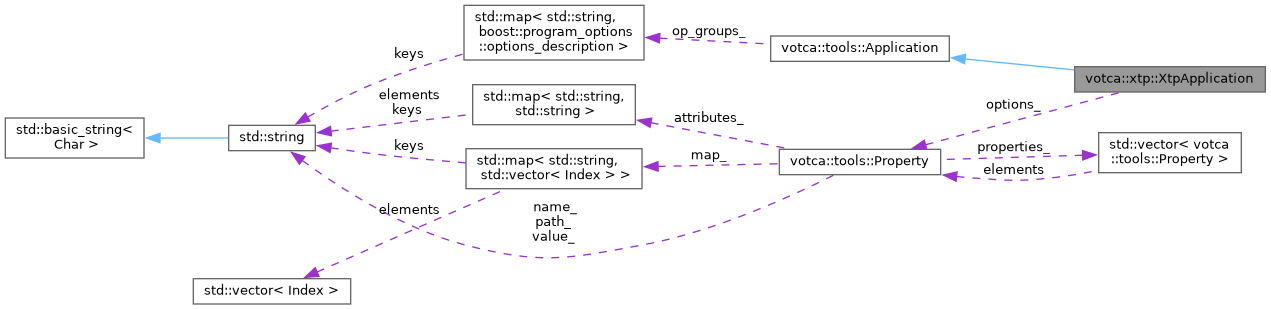 std::map< std::string,
boost::program_options
::options_description >
op_groups_
votca::tools::Application
keys
votca::xtp::XtpApplication
elements
keys
std::map< std::string,
std::string >
options_
attributes_
std::basic_string<
Char >
std::string
keys
std::map< std::string,
std::vector< Index > >
map_
votca::tools::Property
properties_
elements
std::vector< votca
::tools::Property >
elements
name_
path_
value_
std::vector< Index >